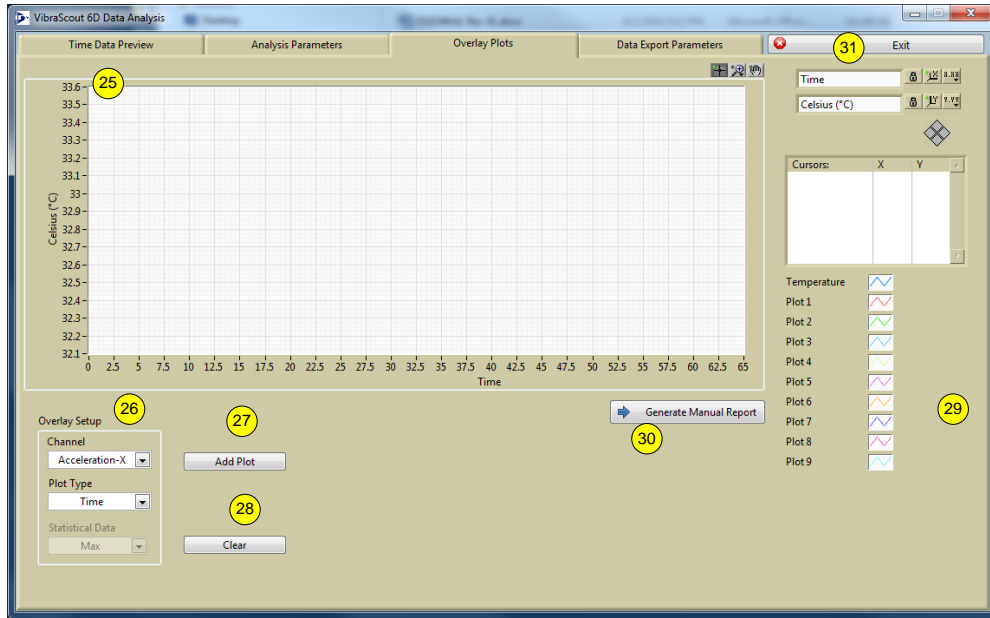 VibraScout 6D Data Analysis
Time Data Preview
Analysis Parameters
Overlay Plots
Data Export Parameters
31
Exit
25
Time
Celsius (°C)
33.6
33.5
33.4
33.3
33.2
33.1
33
32.9
32.8
32.7
32.6
32.5
32.4
32.3
32.2
32.1
Celsius (°C)
0 2.5 5 7.5 10 12.5 15 17.5 20 22.5 25 27.5 30 32.5 35 37.5 40 42.5 45 47.5 50 52.5 55 57.5 60 62.5 65
Time
Cursors: X Y
Temperature
Plot 1
Plot 2
Plot 3
Plot 4
Plot 5
Plot 6
Plot 7
Plot 8
Plot 9
29
Generate Manual Report
30
26
Overlay Setup
Channel
Acceleration-X
Plot Type
Time
Statistical Data
Max
27
Add Plot
28
Clear